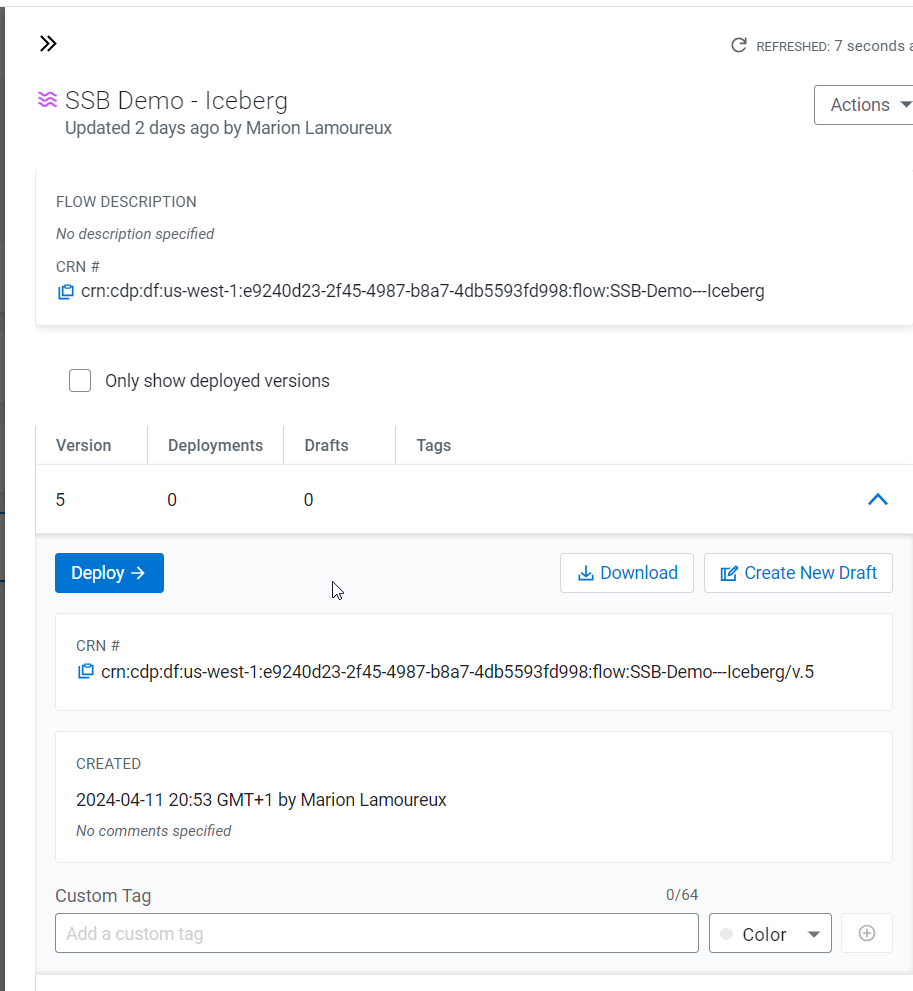 REFRESHED: 7 seconds
SSB Demo - Iceberg
Actions
Updated 2 days ago by Marion Lamoureux
FLOW DESCRIPTION
No description specified
CRN #
crn:cdp:df:us-west-1:e9240d23-2f45-4987-b8a7-4db5593fd998:flow:SSB-Demo---Iceberg
Only show deployed versions
Version Deployments Drafts Tags
5 0 0
Deploy → Download Create New Draft
CRN #
crn:cdp:df:us-west-1:e9240d23-2f45-4987-b8a7-4db5593fd998:flow:SSB-Demo---Iceberg/v.5
CREATED
2024-04-11 20:53 GMT+1 by Marion Lamoureux
No comments specified
Custom Tag 0/64
Add a custom tag Color